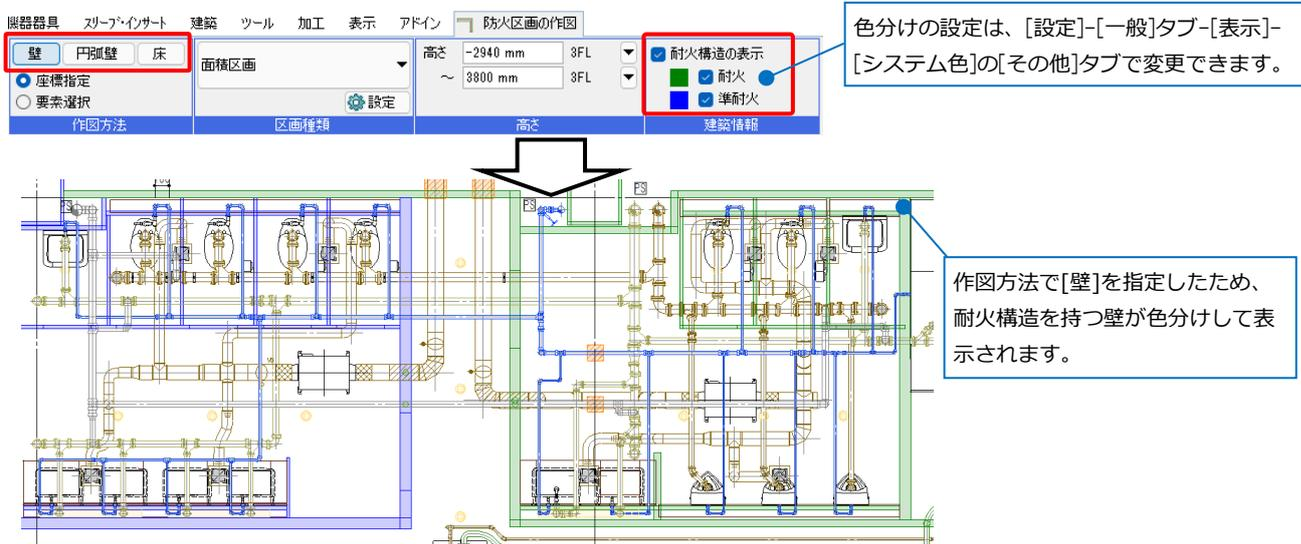 機器器具 スリーブ・インサート 建築 ツール 加工 表示 アドイン 防火区画の作図
壁 円弧壁 床
座標指定
要素選択
作図方法
面積区画
設定
区画種類
高さ -2940 mm 3FL
～ 3800 mm 3FL
高さ
耐火構造の表示
耐火
準耐火
建築情報
色分けの設定は、[設定]-[一般]タブ-[表示]-
[システム色]の[その他]タブで変更できます。
PS
PS
PS
作図方法で[壁]を指定したため、
耐火構造を持つ壁が色分けして表
示されます。